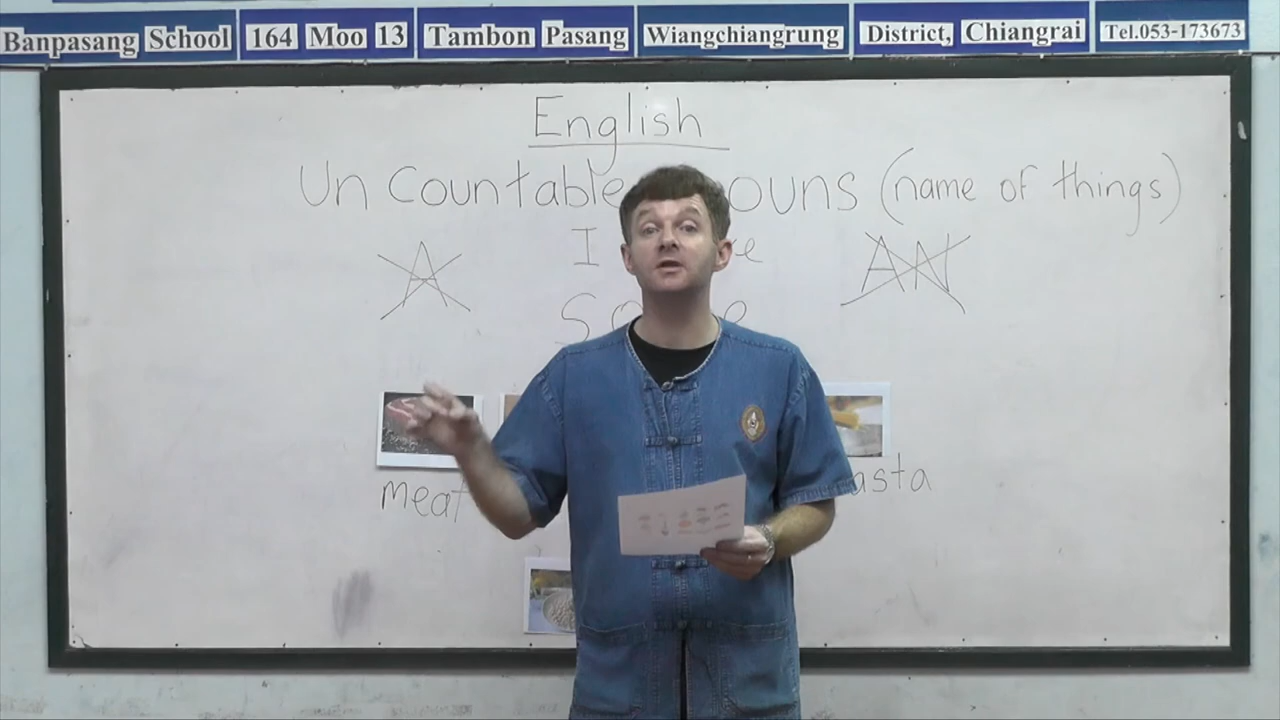 Banpasang School 164 Moo 13 Tambon Pasang Wiangchiangrung District, Chiangrai Tel.053-173673
English
Un Countable ouns (name of things)
A I e AN
S e
meat asta